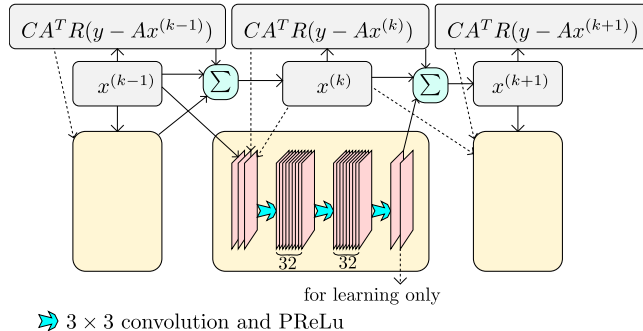 CA^T R(y − Ax^{(k−1)}) CA^T R(y − Ax^{(k)}) CA^T R(y − Ax^{(k+1)})
x^{(k−1)} ∑ x^{(k)} ∑ x^{(k+1)}
32 32
for learning only
3 × 3 convolution and PReLu